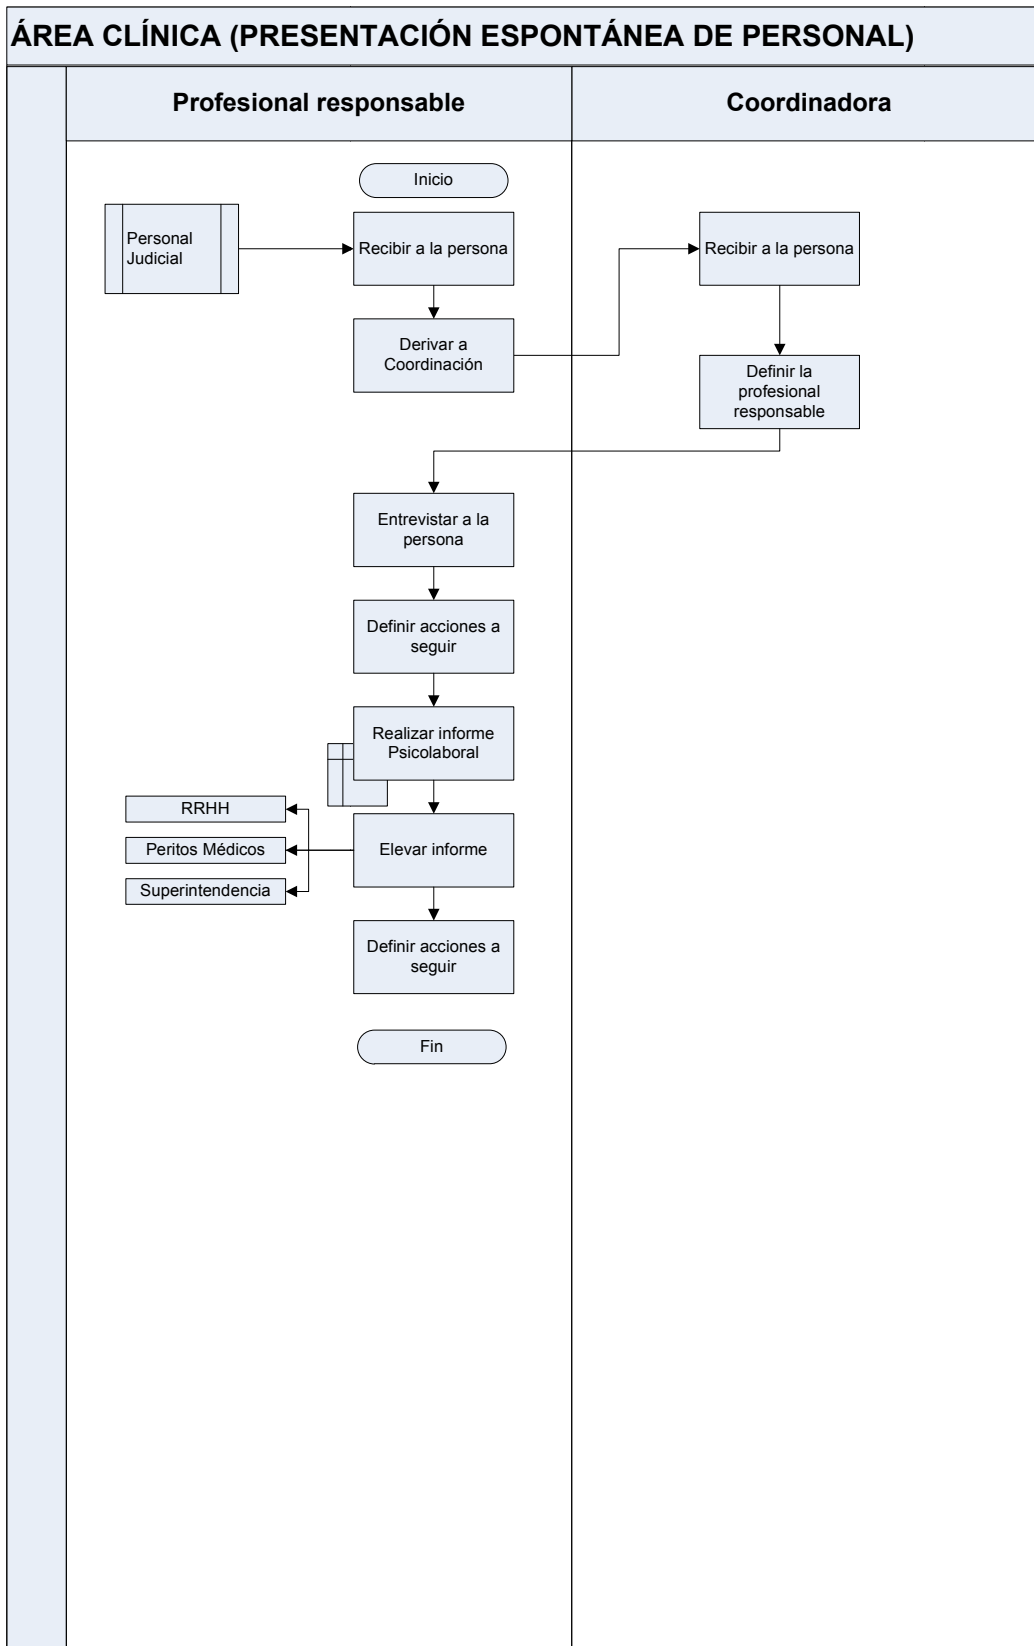 ÁREA CLÍNICA (PRESENTACIÓN ESPONTÁNEA DE PERSONAL)
Profesional responsable
Coordinadora
Inicio
Personal
Judicial
Recibir a la persona
Recibir a la persona
Derivar a
Coordinación
Definir la
profesional
responsable
Entrevistar a la
persona
Definir acciones a
seguir
Realizar informe
Psicolaboral
RRHH
Peritos Médicos
Superintendencia
Elevar informe
Definir acciones a
seguir
Fin